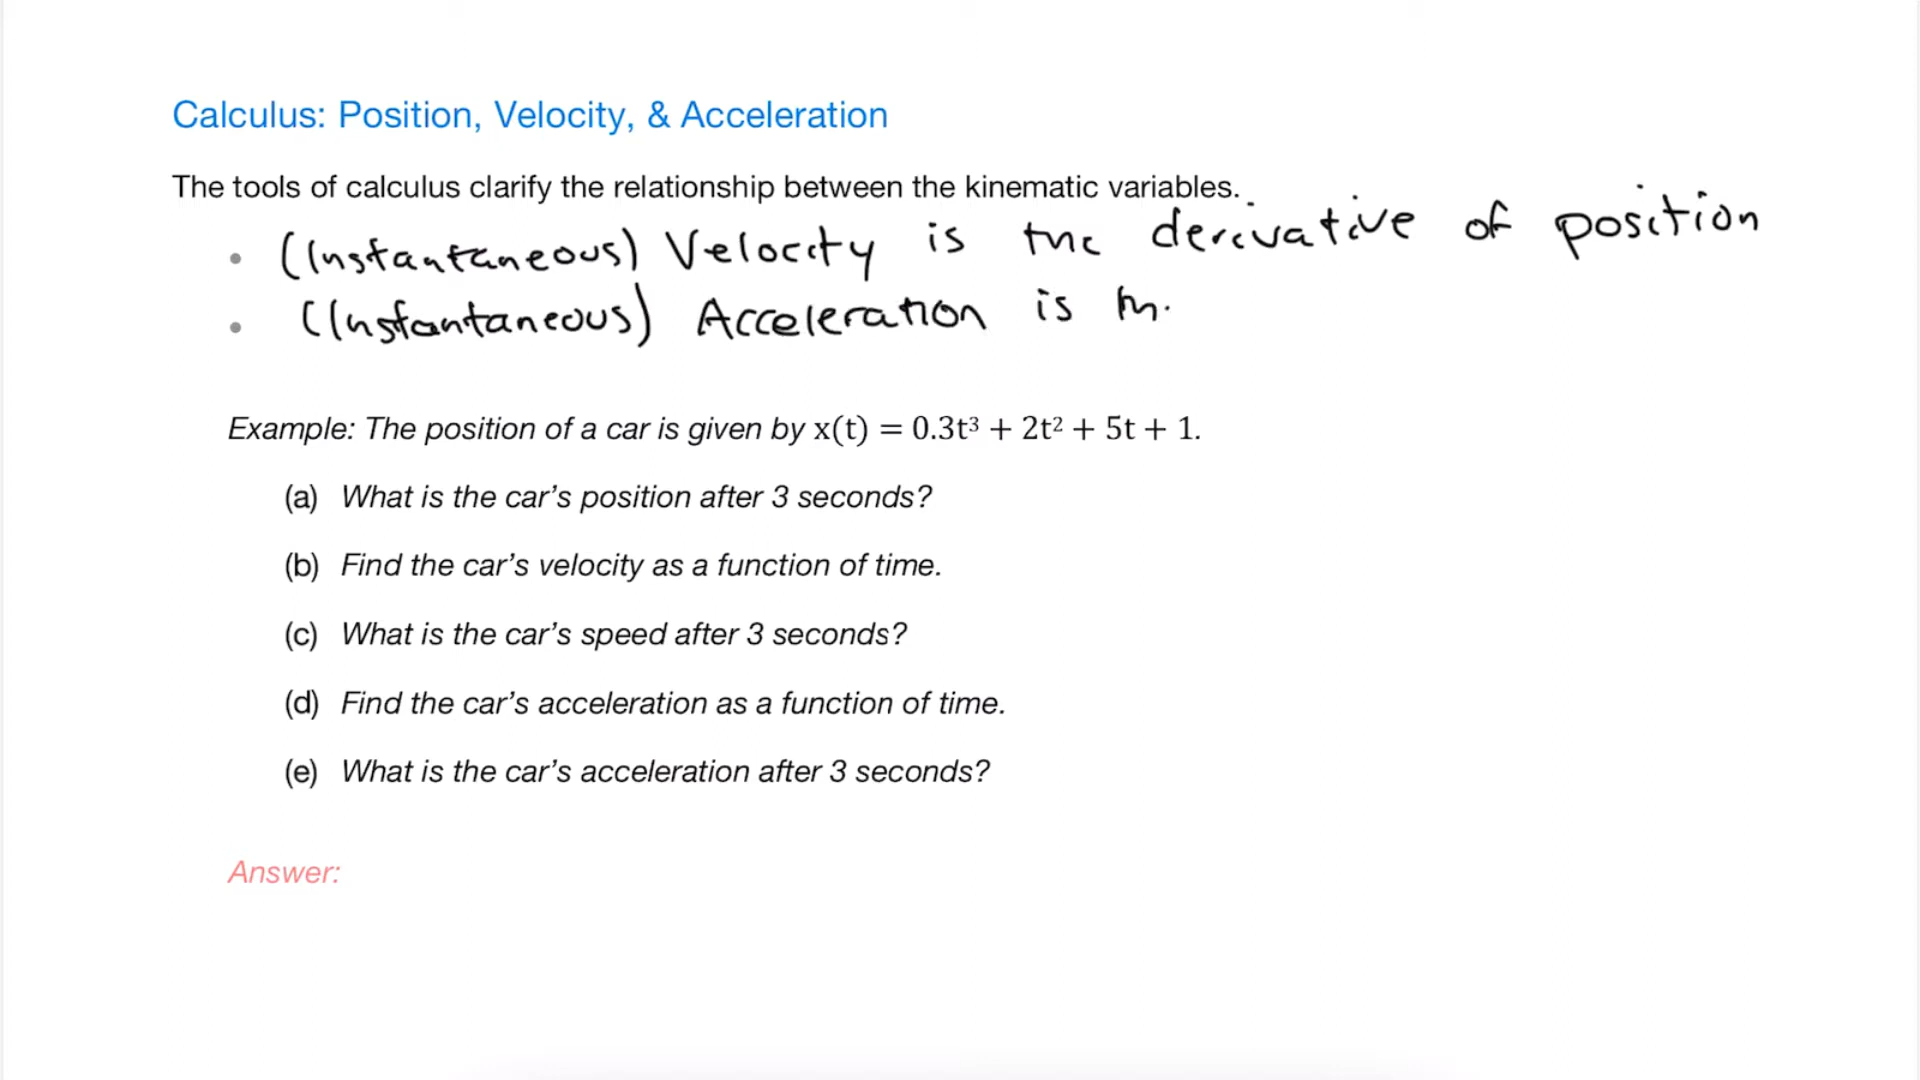 Calculus: Position, Velocity, & Acceleration
The tools of calculus clarify the relationship between the kinematic variables.
• (Instantaneous) Velocity is the derivative of position
• (Instantaneous) Acceleration is
Example: The position of a car is given by x(t) = 0.3t³ + 2t² + 5t + 1.
(a) What is the car’s position after 3 seconds?
(b) Find the car’s velocity as a function of time.
(c) What is the car’s speed after 3 seconds?
(d) Find the car’s acceleration as a function of time.
(e) What is the car’s acceleration after 3 seconds?
Answer: